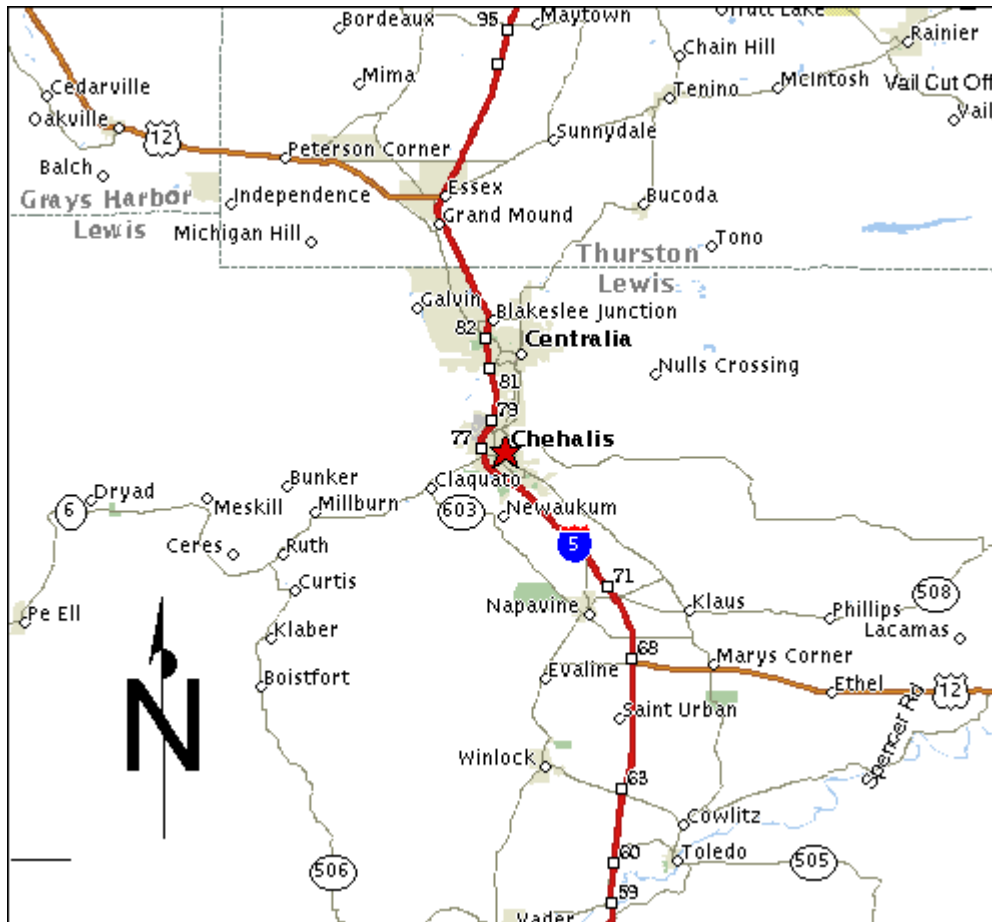 Bordeaux
95
Maytown
Orrutt Lake
Rainier
Chain Hill
Mima
Cedarville
Tenino
McIntosh
Vail Cut Off
Vail
Oakville
12
Sunnydale
Peterson Corner
Balch
Essex
Independence
Bucoda
Grays Harbor
Lewis
Grand Mound
Michigan Hill
Tono
Thurston
Lewis
Galvin
Blakeslee Junction
82
Centralia
Nulls Crossing
81
79
77
Chehalis
Bunker
Claquato
Dryad
Meskill
Millburn
603
Newaukum
6
Ceres
Ruth
5
71
Curtis
508
Napavine
Klaus
Phillips
Pe Ell
Klaber
Lacamas
68
Marys Corner
Evaline
Boistfort
Ethel
12
N
Saint Urban
Spencer Rd
Winlock
63
Cowlitz
60
Toledo
505
506
59
Vader